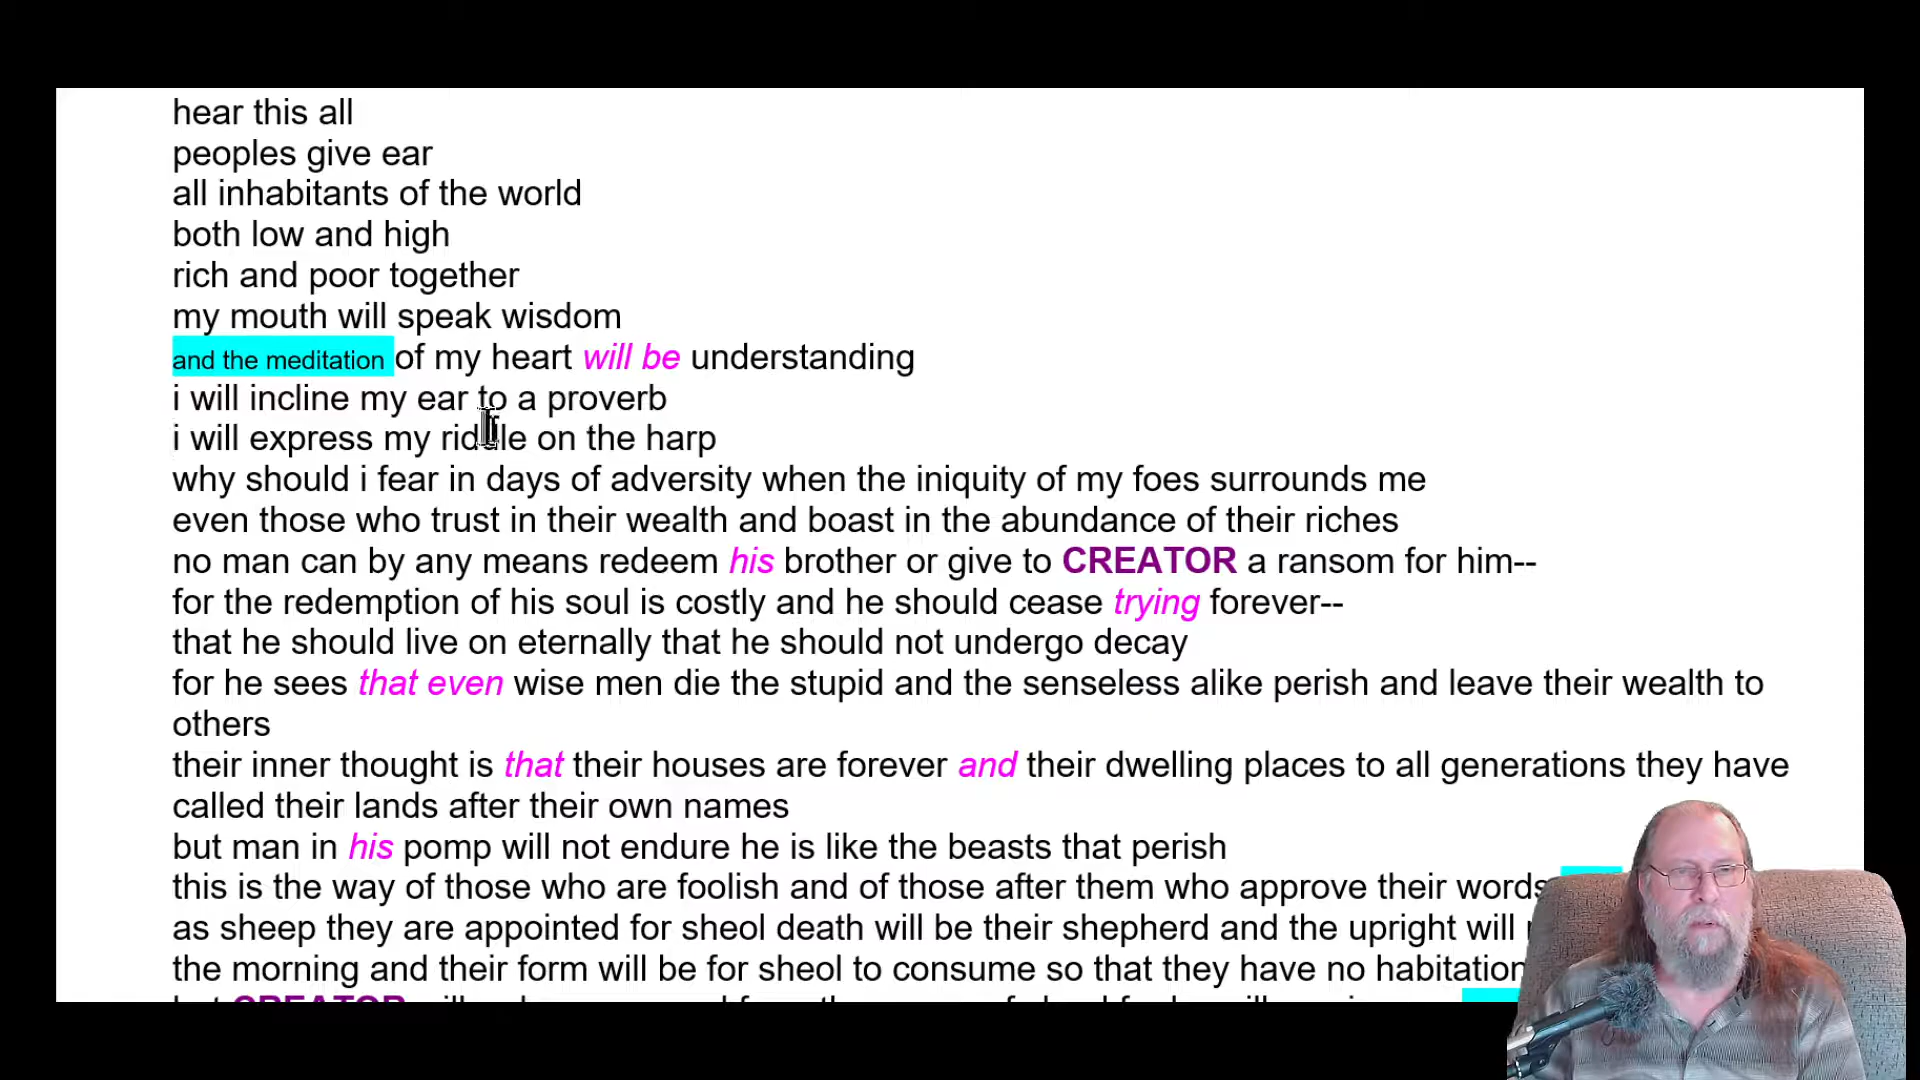 hear this all
peoples give ear
all inhabitants of the world
both low and high
rich and poor together
my mouth will speak wisdom
and the meditation of my heart will be understanding
i will incline my ear to a proverb
i will express my riddle on the harp
why should i fear in days of adversity when the iniquity of my foes surrounds me
even those who trust in their wealth and boast in the abundance of their riches
no man can by any means redeem his brother or give to CREATOR a ransom for him--
for the redemption of his soul is costly and he should cease trying forever--
that he should live on eternally that he should not undergo decay
for he sees that even wise men die the stupid and the senseless alike perish and leave their wealth to
others
their inner thought is that their houses are forever and their dwelling places to all generations they have
called their lands after their own names
but man in his pomp will not endure he is like the beasts that perish
this is the way of those who are foolish and of those after them who approve their words
as sheep they are appointed for sheol death will be their shepherd and the upright will
the morning and their form will be for sheol to consume so that they have no habitation
CREATOR